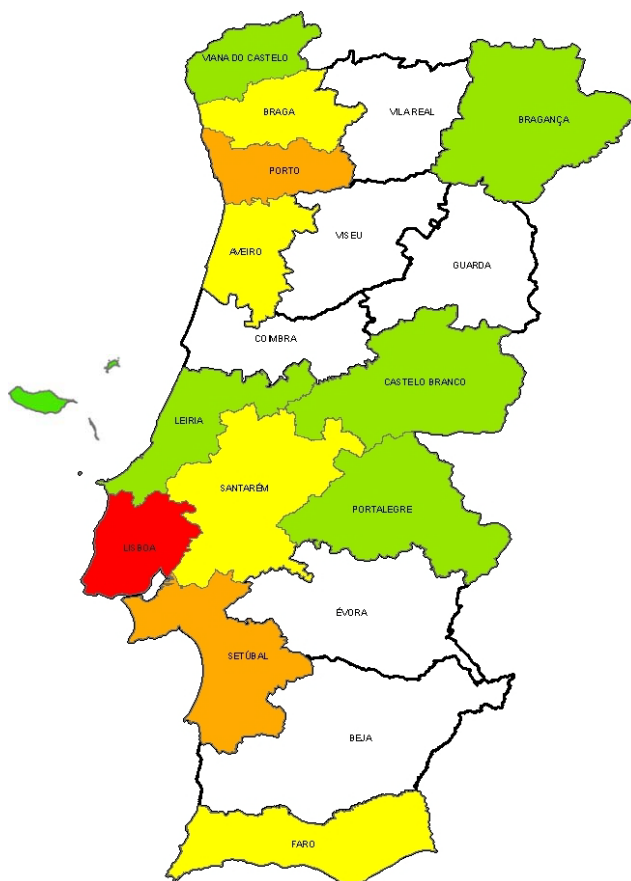 VIANA DO CASTELO
BRAGA
VILA REAL
BRAGANÇA
PORTO
AVEIRO
VISEU
GUARDA
COIMBRA
CASTELO BRANCO
LEIRIA
SANTARÉM
PORTALEGRE
LISBOA
ÉVORA
SETÚBAL
BEJA
FARO